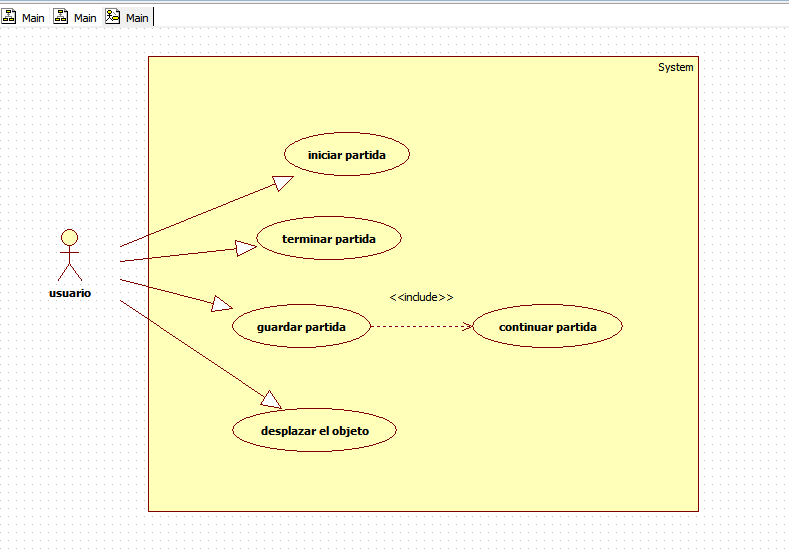 Main
Main
Main
System
iniciar partida
terminar partida
usuario
<<include>>
guardar partida
continuar partida
desplazar el objeto